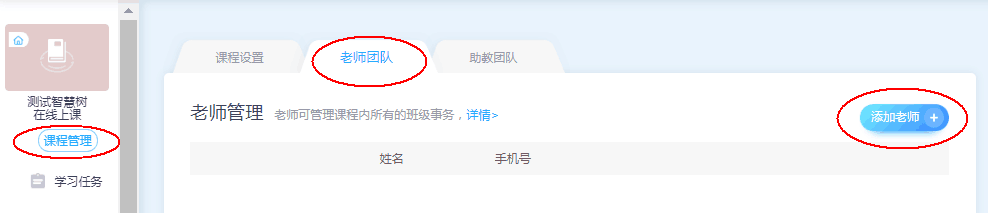 测试智慧树
在线上课
课程管理
学习任务
课程设置
老师团队
助教团队
老师管理 老师可管理课程内所有的班级事务，详情>
添加老师 +
姓名 手机号